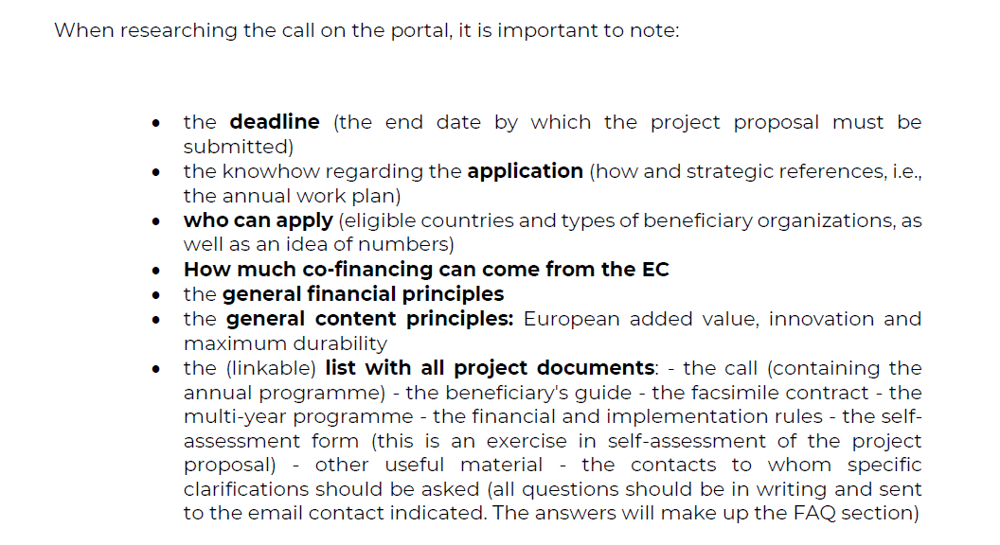 When researching the call on the portal, it is important to note:
• the deadline (the end date by which the project proposal must be
submitted)
• the knowhow regarding the application (how and strategic references, i.e.,
the annual work plan)
• who can apply (eligible countries and types of beneficiary organizations, as
well as an idea of numbers)
• How much co-financing can come from the EC
• the general financial principles
• the general content principles: European added value, innovation and
maximum durability
• the (linkable) list with all project documents: - the call (containing the
annual programme) - the beneficiary's guide - the facsimile contract - the
multi-year programme - the financial and implementation rules - the self-
assessment form (this is an exercise in self-assessment of the project
proposal) - other useful material - the contacts to whom specific
clarifications should be asked (all questions should be in writing and sent
to the email contact indicated. The answers will make up the FAQ section)